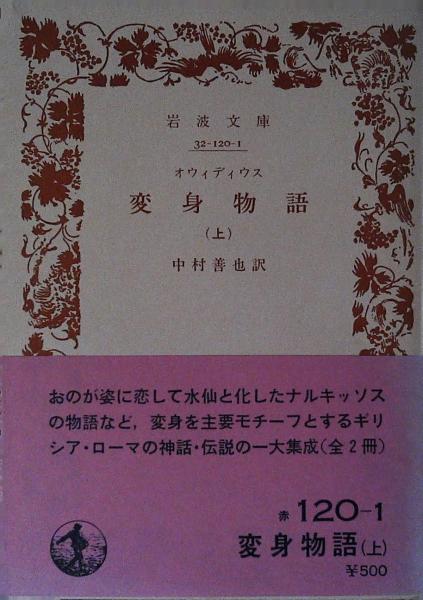 岩波文庫
32-120-1
オウィディウス
変身物語
(上)
中村善也訳
おのが姿に恋して水仙と化したナルキッソス
の物語など，変身を主要モチーフとするギリ
シア・ローマの神話・伝説の一大集成（全2冊）
赤 120-1
変身物語(上)
¥500